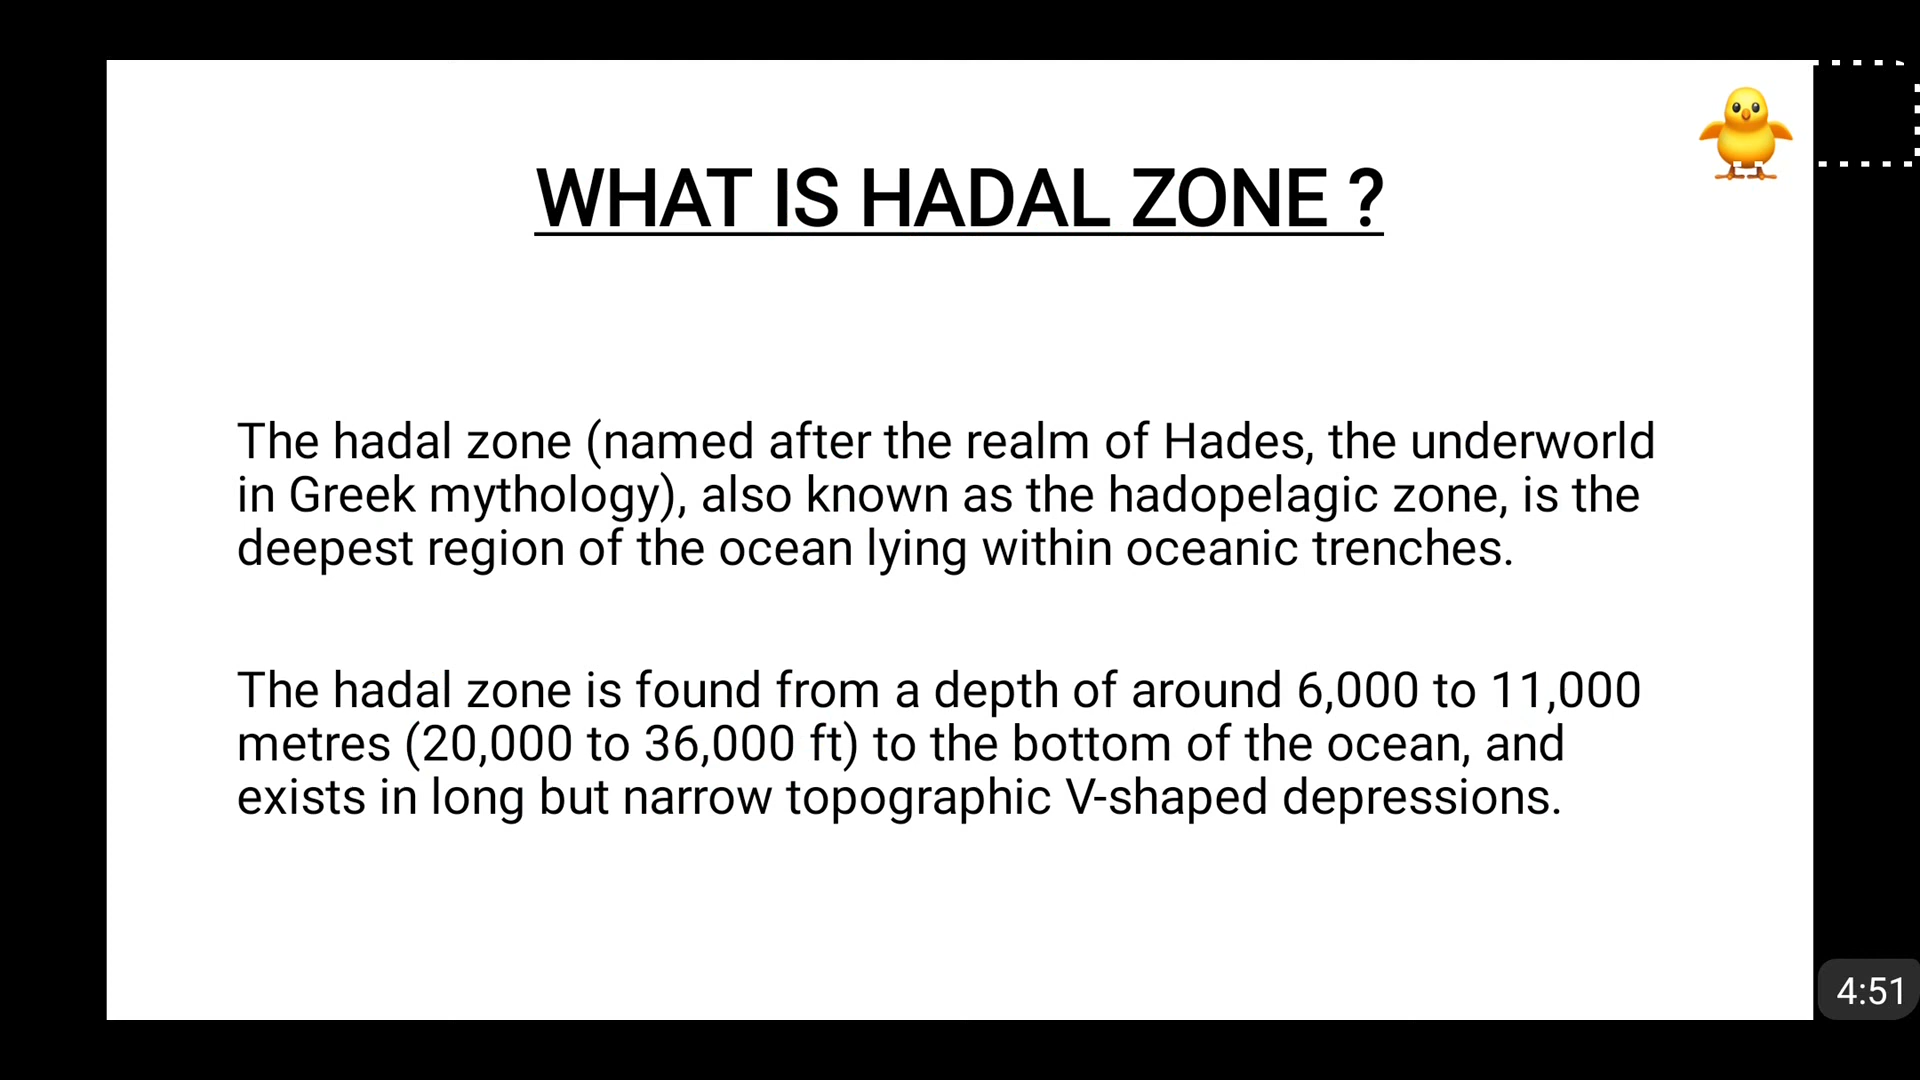 WHAT IS HADAL ZONE ?
The hadal zone (named after the realm of Hades, the underworld
in Greek mythology), also known as the hadopelagic zone, is the
deepest region of the ocean lying within oceanic trenches.
The hadal zone is found from a depth of around 6,000 to 11,000
metres (20,000 to 36,000 ft) to the bottom of the ocean, and
exists in long but narrow topographic V-shaped depressions.
4:51